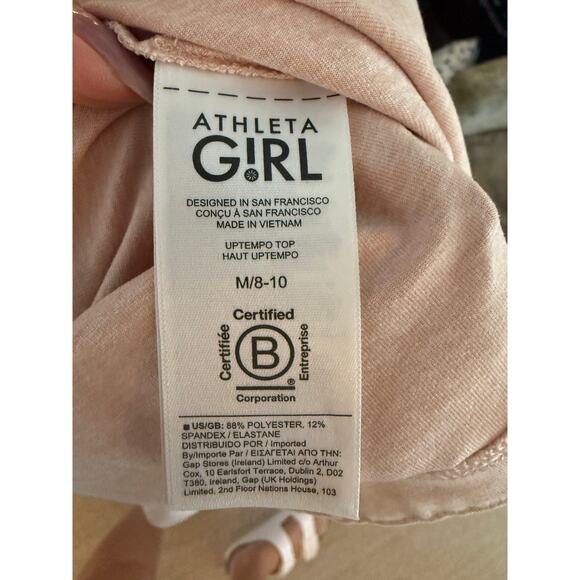 ATHLETA
G!RL
DESIGNED IN SAN FRANCISCO
CONÇU À SAN FRANCISCO
MADE IN VIETNAM
UPTEMPO TOP
HAUT UPTEMPO
M/8-10
Certified
Certifiée
B
Entreprise
®
Corporation
US/GB: 88% POLYESTER, 12%
SPANDEX / ELASTANE
DISTRIBUIDO POR / Imported
By/Importe Par / ΕΙΣΑΓΕΤΑΙ ΑΠΟ ΤΗΝ:
Gap Stores (Ireland) Limited c/o Arthur
Cox, 10 Earlsfort Terrace, Dublin 2, D02
T380, Ireland, Gap (UK Holdings)
Limited, 2nd Floor Nations House, 103